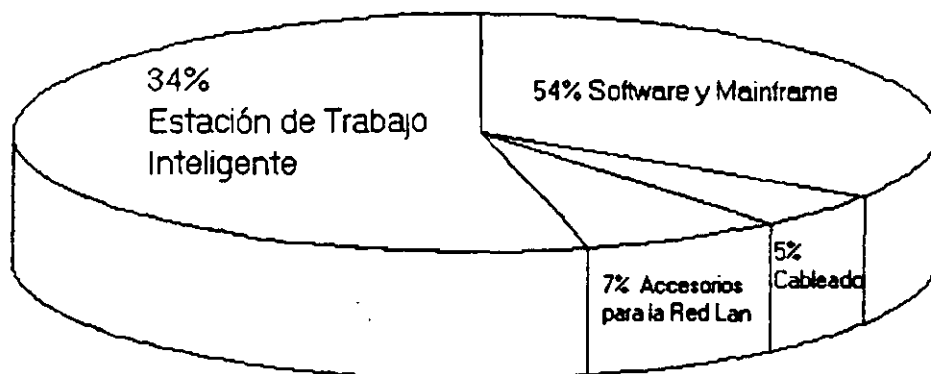 34%
Estación de Trabajo
Inteligente
54% Software y Mainframe
7% Accesorios
para la Red Lan
5%
Cableado